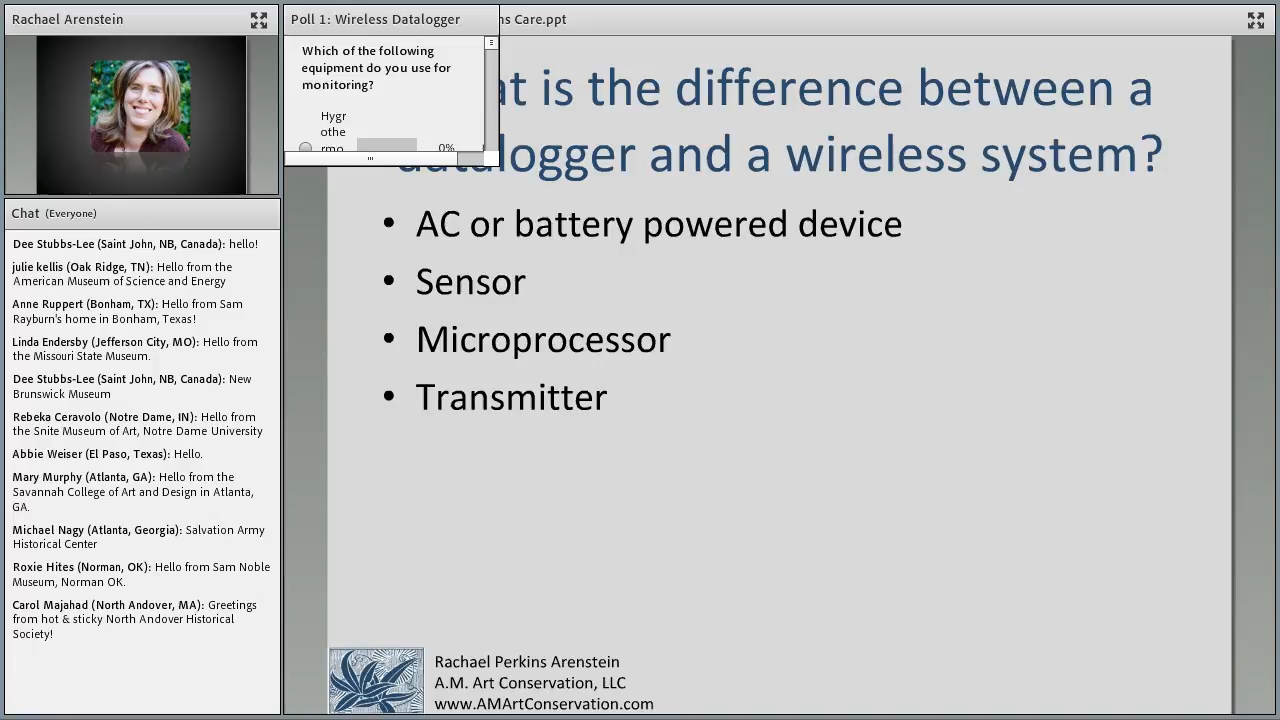 Rachael Arenstein
Chat (Everyone)
Dee Stubbs-Lee (Saint John, NB, Canada): hello!
julie kellis (Oak Ridge, TN): Hello from the
American Museum of Science and Energy
Anne Ruppert (Bonham, TX): Hello from Sam
Rayburn's home in Bonham, Texas!
Linda Endersby (Jefferson City, MO): Hello from
the Missouri State Museum.
Dee Stubbs-Lee (Saint John, NB, Canada): New
Brunswick Museum
Rebeka Ceravolo (Notre Dame, IN): Hello from
the Snite Museum of Art, Notre Dame University
Abbie Weiser (El Paso, Texas): Hello.
Mary Murphy (Atlanta, GA): Hello from the
Savannah College of Art and Design in Atlanta,
GA.
Michael Nagy (Atlanta, Georgia): Salvation Army
Historical Center
Roxie Hites (Norman, OK): Hello from Sam Noble
Museum, Norman OK.
Carol Majahad (North Andover, MA): Greetings
from hot & sticky North Andover Historical
Society!
Poll 1: Wireless Datalogger
Which of the following
equipment do you use for
monitoring?
Hygr
othe
rmo
0%
ns Care.ppt
at is the difference between a
logger and a wireless system?
• AC or battery powered device
• Sensor
• Microprocessor
• Transmitter
Rachael Perkins Arenstein
A.M. Art Conservation, LLC
www.AMArtConservation.com